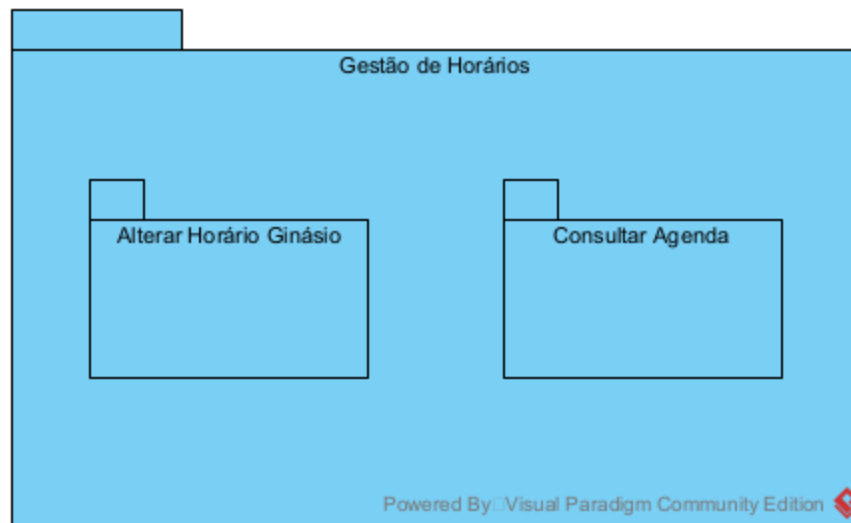 Gestão de Horários
Alterar Horário Ginásio
Consultar Agenda
Powered By Visual Paradigm Community Edition